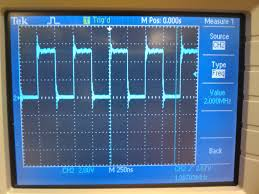 Tek
T Trig'd
M Pos: 0.000s
Measure 1
Source
CH2
Type
Freq
Value
2.000MHz
Back
2
CH2 2.00V
M 250ns